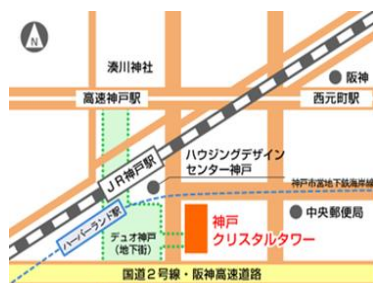 N
湊川神社
阪神
高速神戸駅
西元町駅
JR神戸駅
ハウジングデザイン
センター神戸
神戸市営地下鉄海岸線
ハーバーランド駅
デュオ神戸
(地下街)
神戸
クリスタルタワー
中央郵便局
国道2号線・阪神高速道路